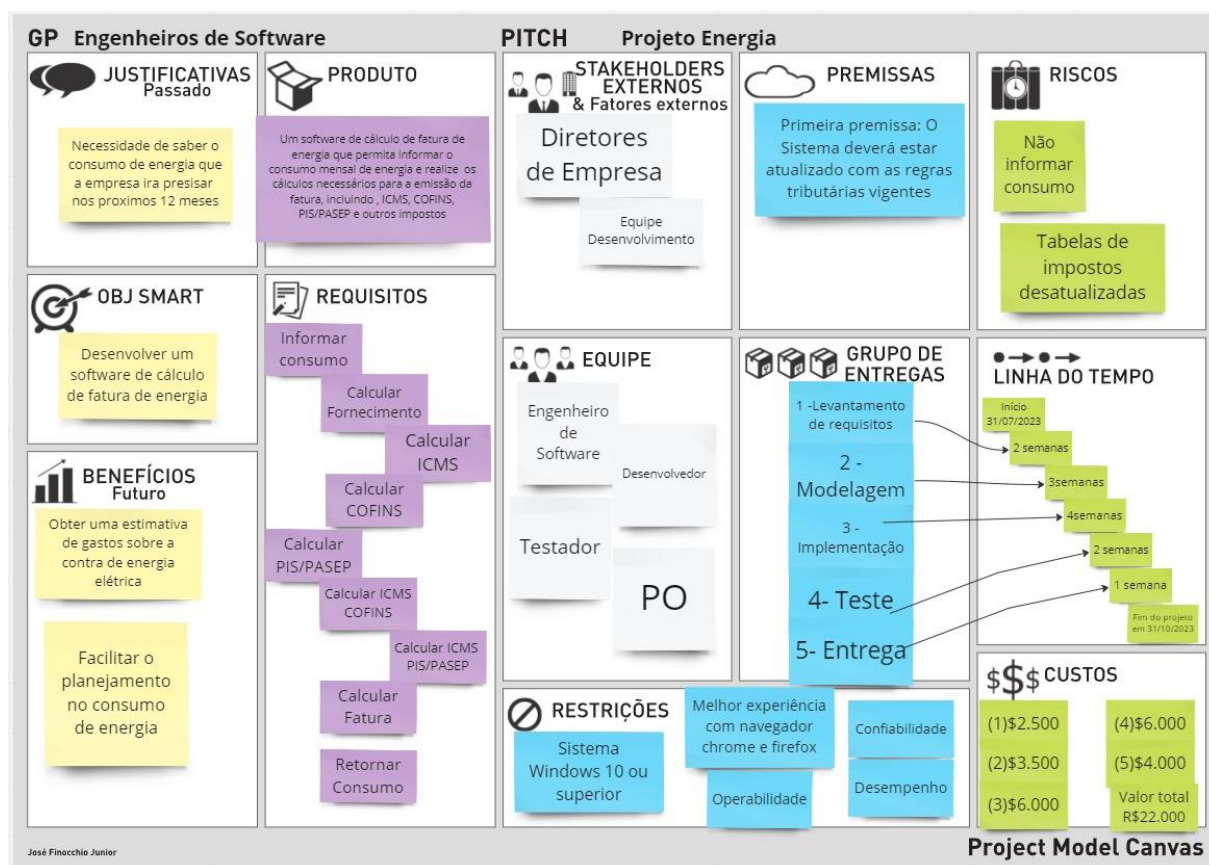 GP Engenheiros de Software
PITCH Projeto Energia
JUSTIFICATIVAS
Passado
Necessidade de saber o
consumo de energia que
a empresa ira presisar
nos proximos 12 meses
PRODUTO
Um software de cálculo de fatura de
energia que permita informar o
consumo mensal de energia e realize os
cálculos necessários para a emissão da
fatura, incluindo , ICMS, COFINS,
PIS/PASEP e outros impostos
STAKEHOLDERS
EXTERNOS
& Fatores externos
Diretores
de Empresa
Equipe
Desenvolvimento
PREMISSAS
Primeira premissa: O
Sistema deverá estar
atualizado com as regras
tributárias vigentes
RISCOS
Não
informar
consumo
Tabelas de
impostos
desatualizadas
OBJ SMART
Desenvolver um
software de cálculo
de fatura de energia
REQUISITOS
Informar
consumo
Calcular
Fornecimento
Calcular
ICMS
Calcular
COFINS
Calcular
PIS/PASEP
Calcular ICMS
COFINS
Calcular ICMS
PIS/PASEP
Calcular
Fatura
Retornar
Consumo
EQUIPE
Engenheiro
de
Software
Desenvolvedor
Testador
PO
GRUPO DE
ENTREGAS
1 -Levantamento
de requisitos
2 -
Modelagem
3 -
Implementação
4- Teste
5- Entrega
LINHA DO TEMPO
Início
31/07/2023
2 semanas
3semanas
4semanas
2 semanas
1 semana
Fim do projeto
em 31/10/2023
BENEFÍCIOS
Futuro
Obter uma estimativa
de gastos sobre a
contra de energia
elétrica
Facilitar o
planejamento
no consumo
de energia
RESTRIÇÕES
Sistema
Windows 10 ou
superior
Melhor experiência
com navegador
chrome e firefox
Operabilidade
Confiabilidade
Desempenho
$$$ CUSTOS
(1)$2.500
(2)$3.500
(3)$6.000
(4)$6.000
(5)$4.000
Valor total
R$22.000
José Finocchio Junior
Project Model Canvas